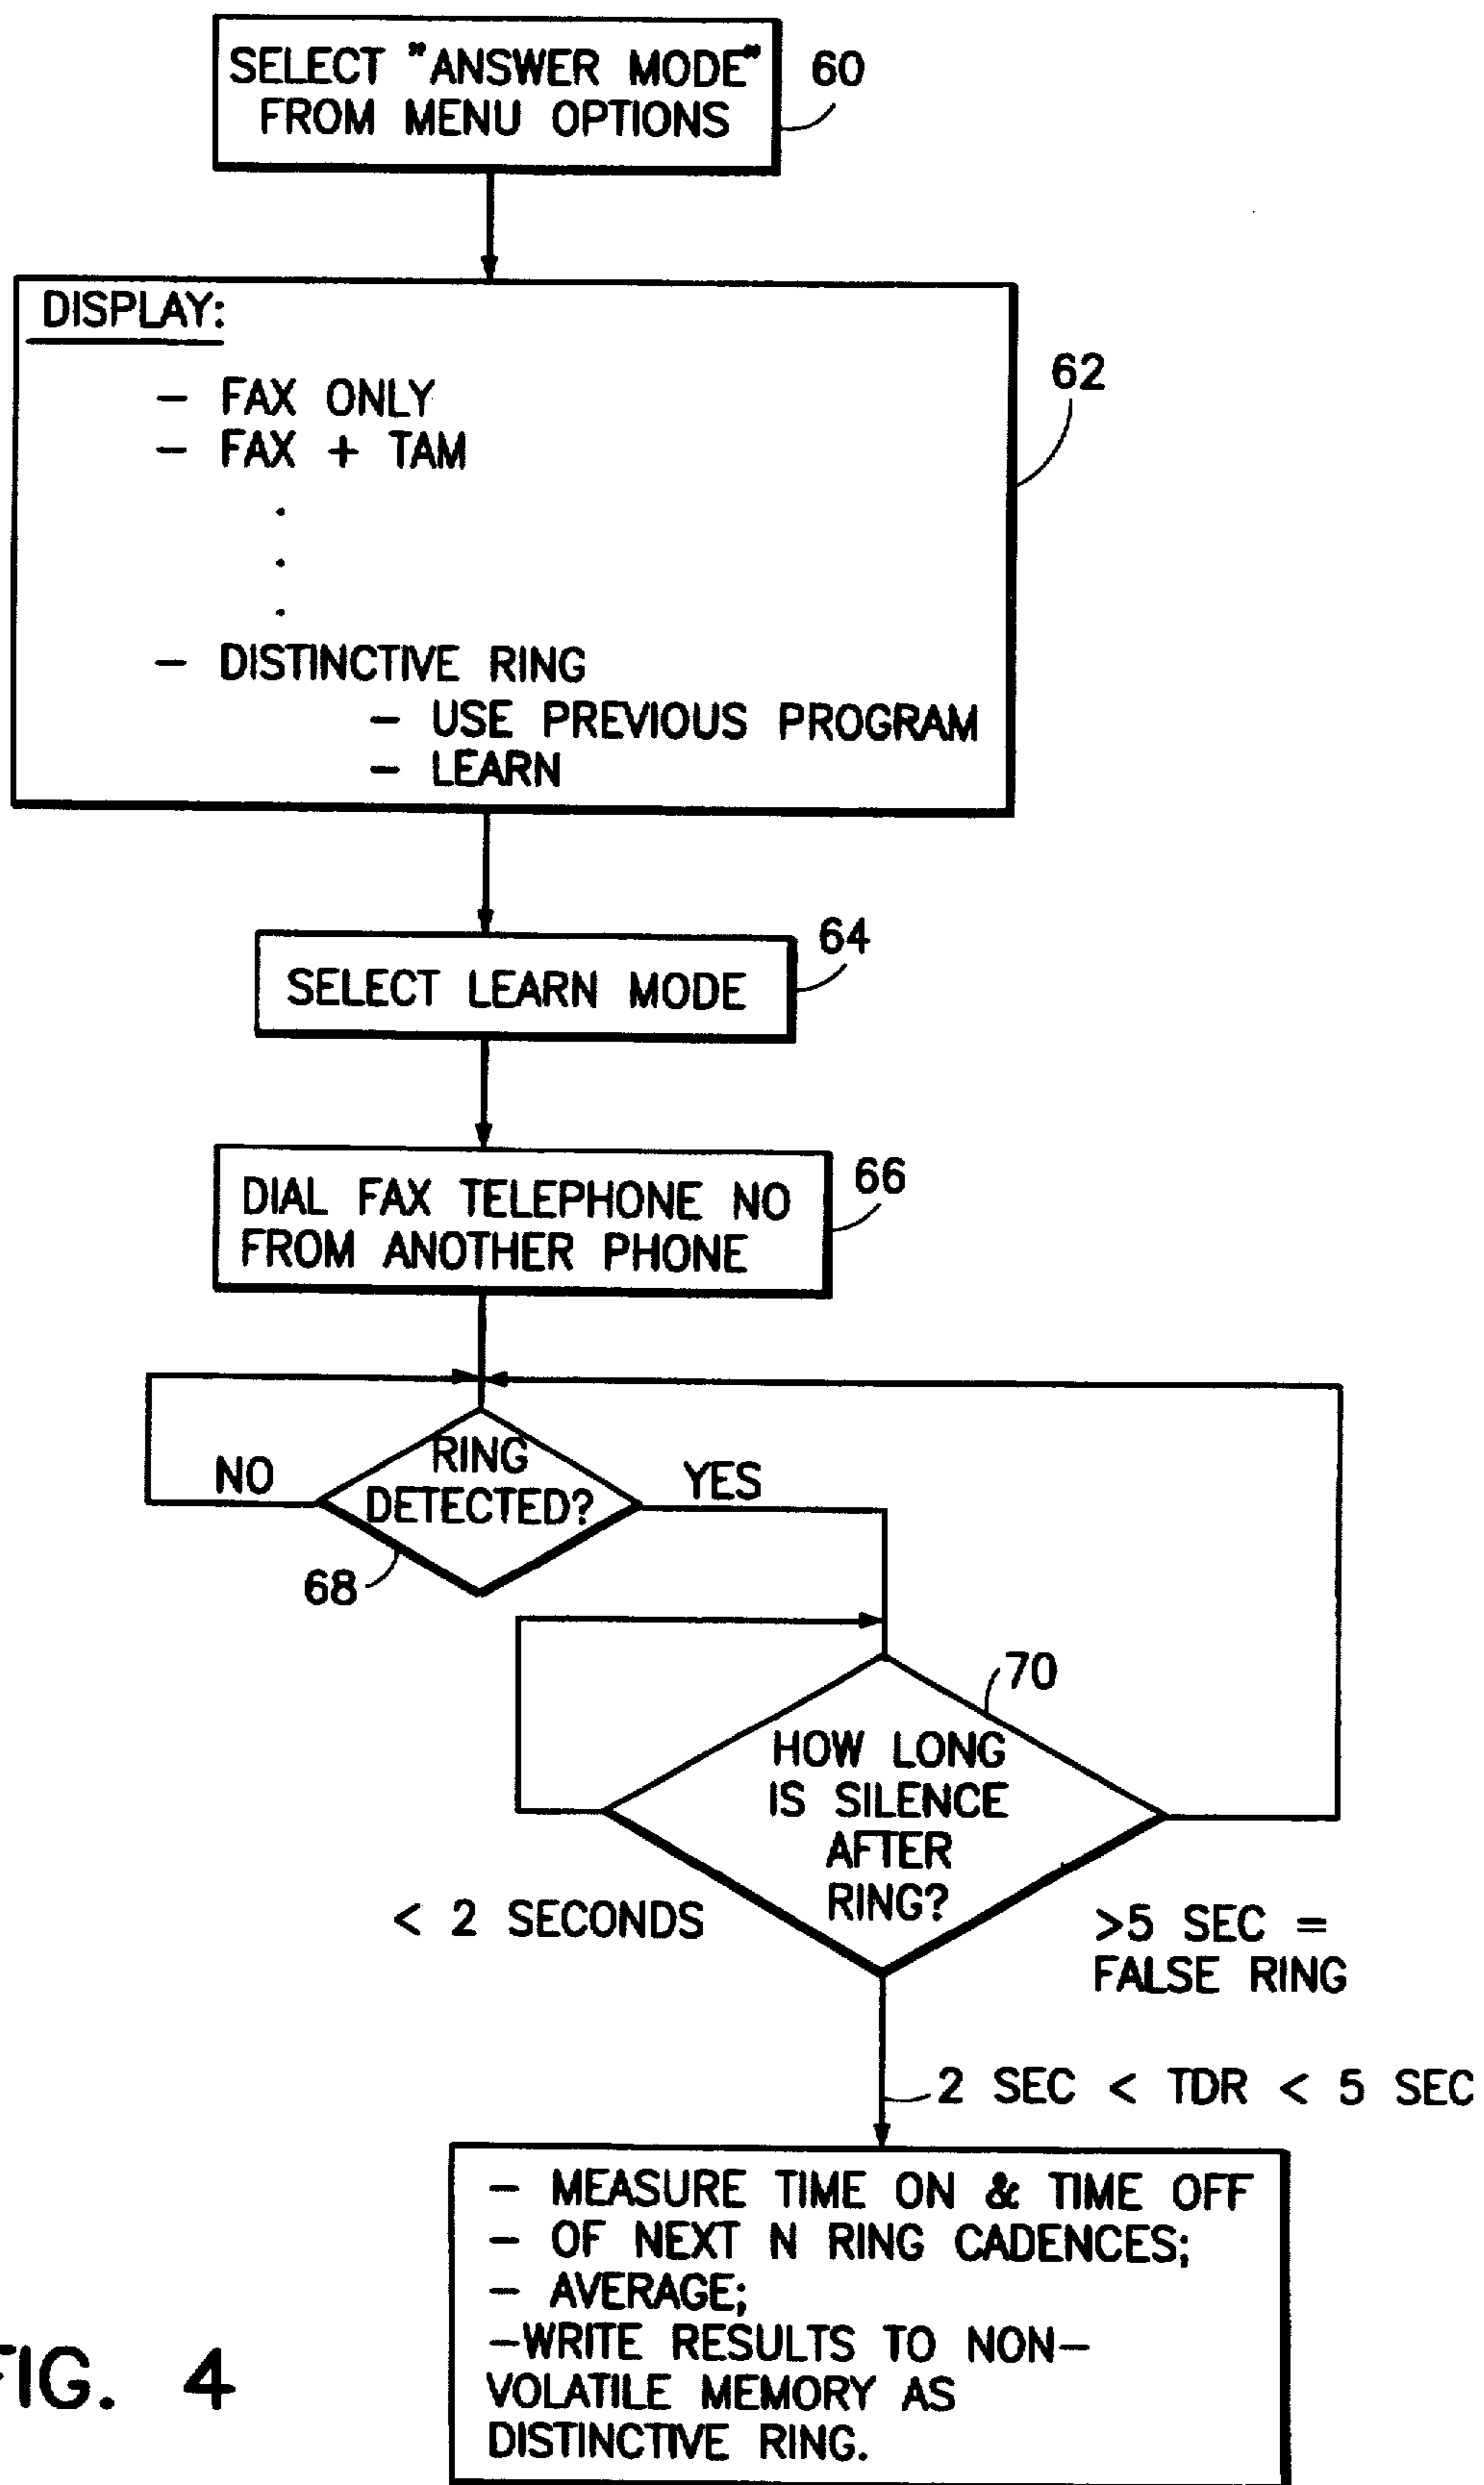 SELECT "ANSWER MODE"
FROM MENU OPTIONS
60
DISPLAY:
- FAX ONLY
- FAX + TAM
.
.
.
- DISTINCTIVE RING
- USE PREVIOUS PROGRAM
- LEARN
62
SELECT LEARN MODE
64
DIAL FAX TELEPHONE NO
FROM ANOTHER PHONE
66
RING
DETECTED?
NO
YES
68
HOW LONG
IS SILENCE
AFTER
RING?
70
< 2 SECONDS
>5 SEC =
FALSE RING
2 SEC < TDR < 5 SEC
- MEASURE TIME ON & TIME OFF
- OF NEXT N RING CADENCES;
- AVERAGE;
-WRITE RESULTS TO NON-
VOLATILE MEMORY AS
DISTINCTIVE RING.
FIG. 4